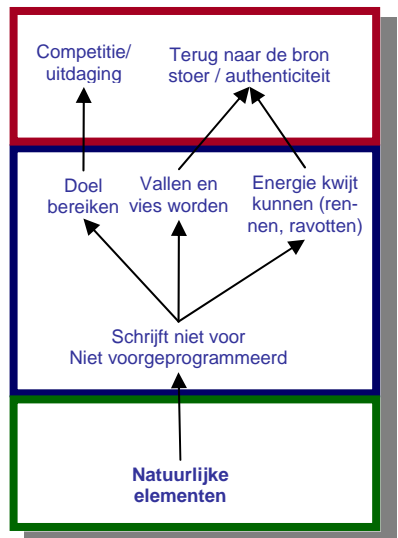 Competitie/
uitdaging
Terug naar de bron
stoer / authenticiteit
Doel
bereiken
Vallen en
vies worden
Energie kwijt
kunnen (ren-
nen, ravotten)
Schrijft niet voor
Niet voorgeprogrammeerd
Natuurlijke
elementen